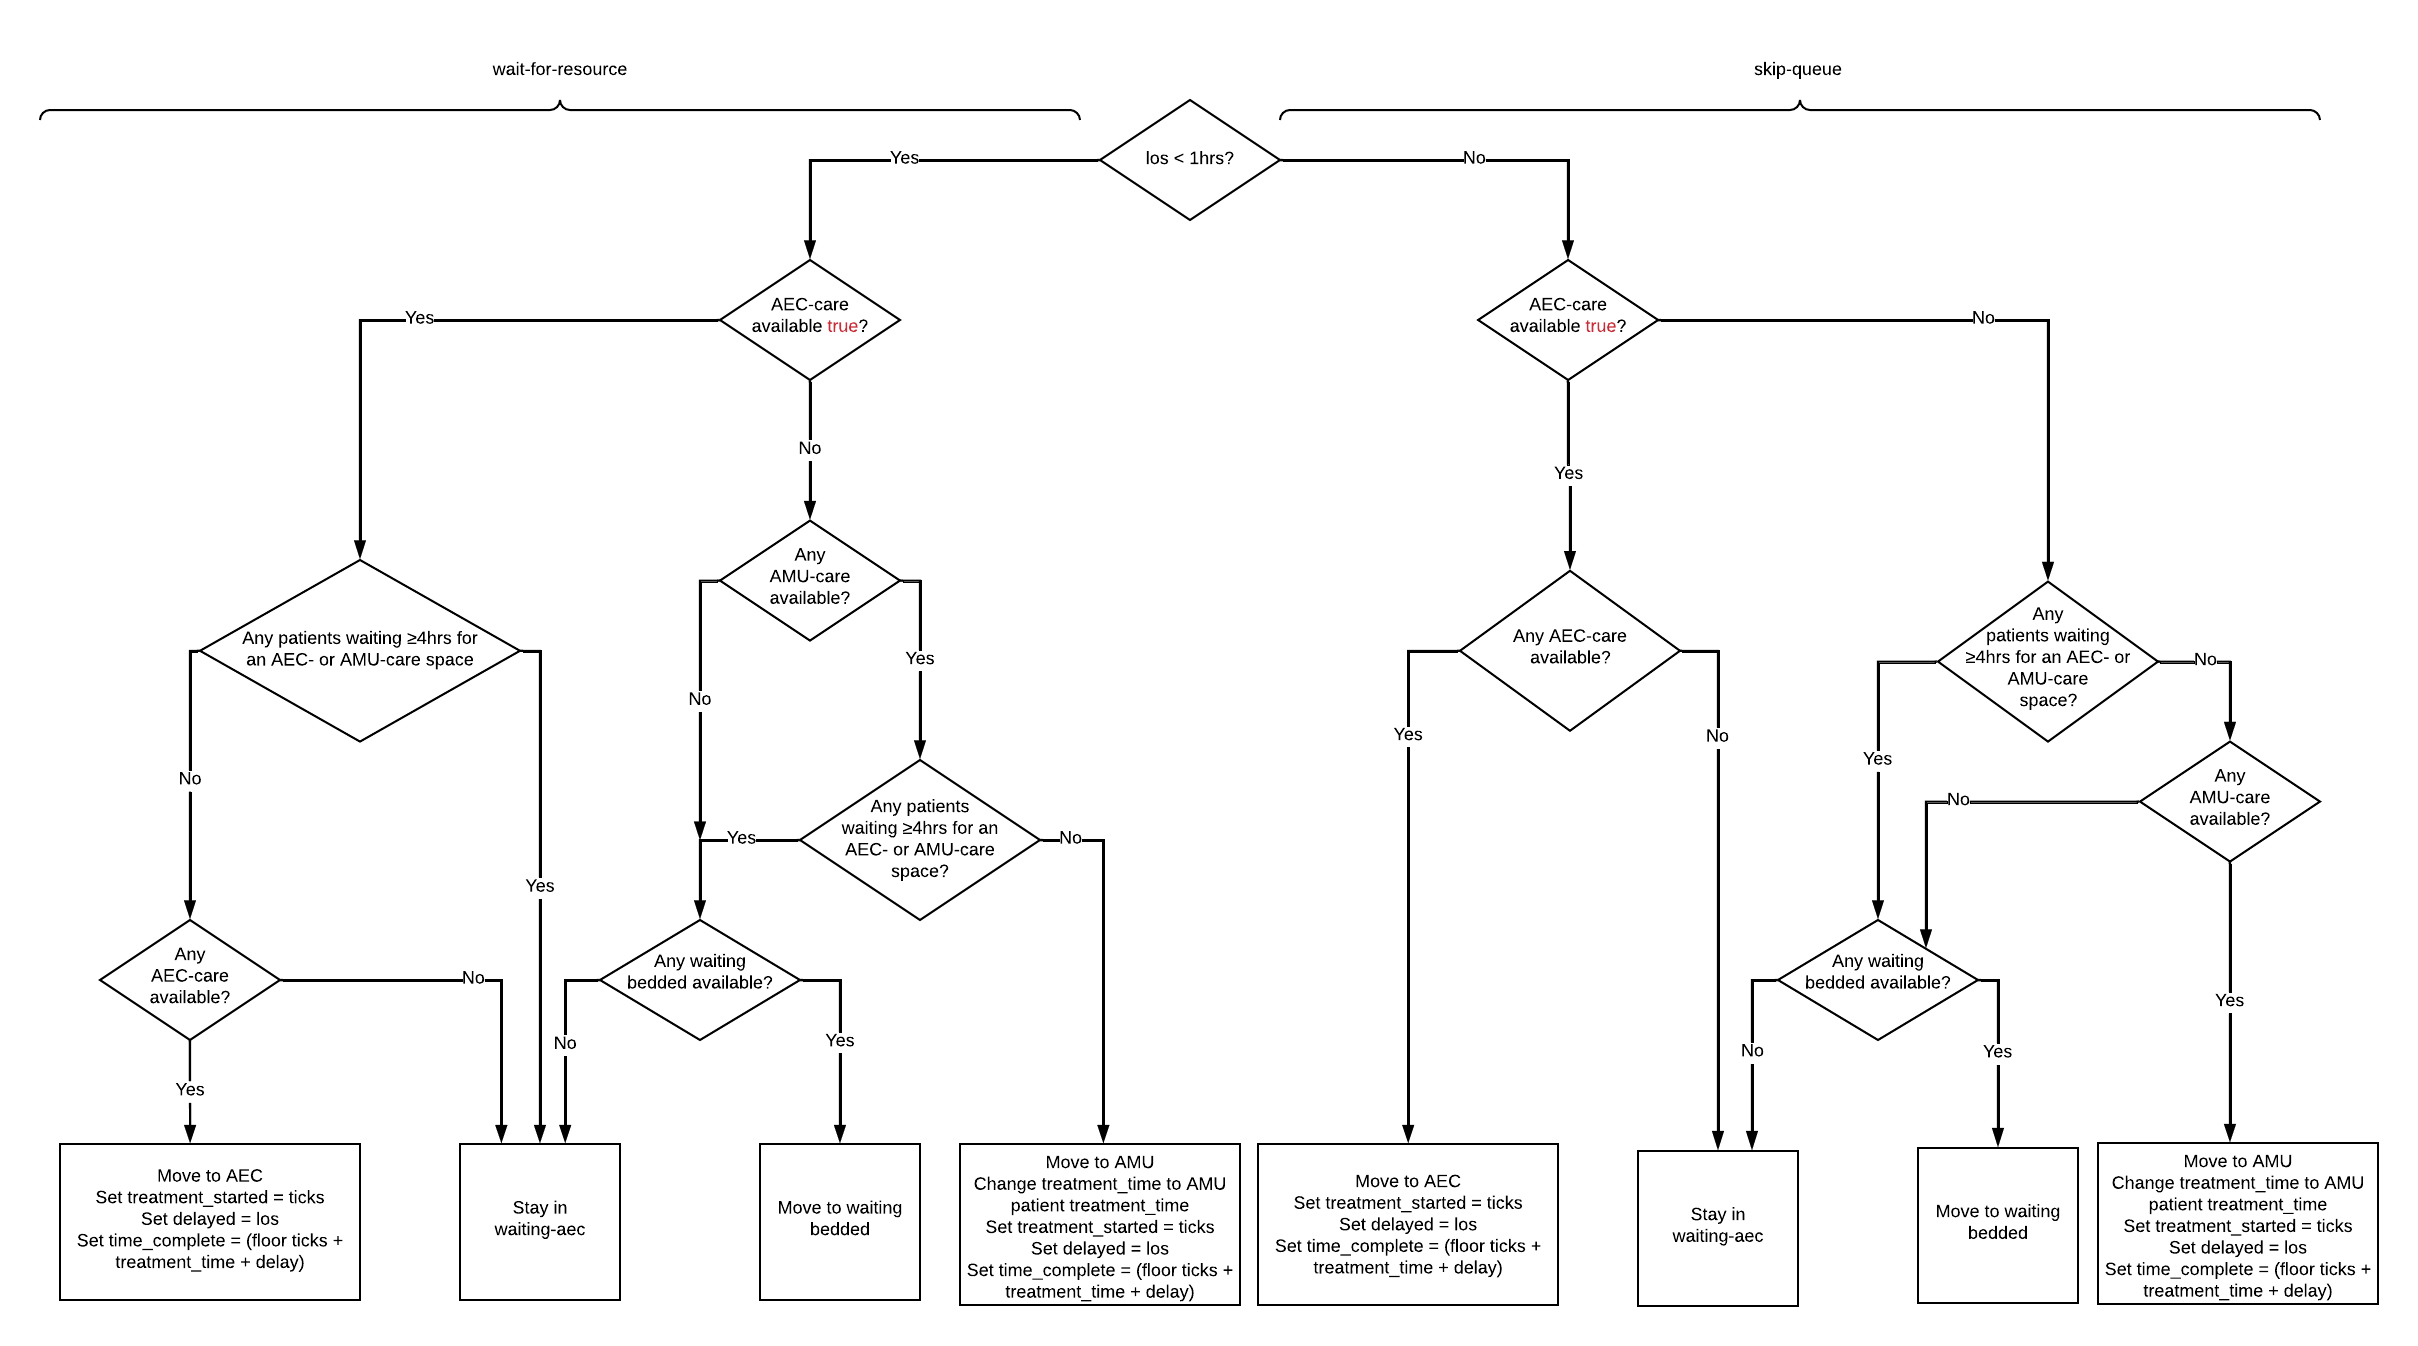 wait-for-resource
skip-queue
los < 1hrs?
Yes
No
AEC-care
available true?
AEC-care
available true?
Yes
No
No
Yes
Any
AMU-care
available?
Any patients waiting ≥4hrs for
an AEC- or AMU-care space
Any AEC-care
available?
Any
patients waiting
≥4hrs for an AEC- or
AMU-care
space?
No
Yes
No
No
Yes
Yes
No
Yes
Any
AMU-care
available?
No
Any patients
waiting ≥4hrs for an
AEC- or AMU-care
space?
Yes
No
Yes
Any
AEC-care
available?
No
Any waiting
bedded available?
Any waiting
bedded available?
Yes
No
Yes
No
Yes
Yes
Move to AEC
Set treatment_started = ticks
Set delayed = los
Set time_complete = (floor ticks +
treatment_time + delay)
Stay in
waiting-aec
Move to waiting
bedded
Move to AMU
Change treatment_time to AMU
patient treatment_time
Set treatment_started = ticks
Set delayed = los
Set time_complete = (floor ticks +
treatment_time + delay)
Move to AEC
Set treatment_started = ticks
Set delayed = los
Set time_complete = (floor ticks +
treatment_time + delay)
Stay in
waiting-aec
Move to waiting
bedded
Move to AMU
Change treatment_time to AMU
patient treatment_time
Set treatment_started = ticks
Set delayed = los
Set time_complete = (floor ticks +
treatment_time + delay)